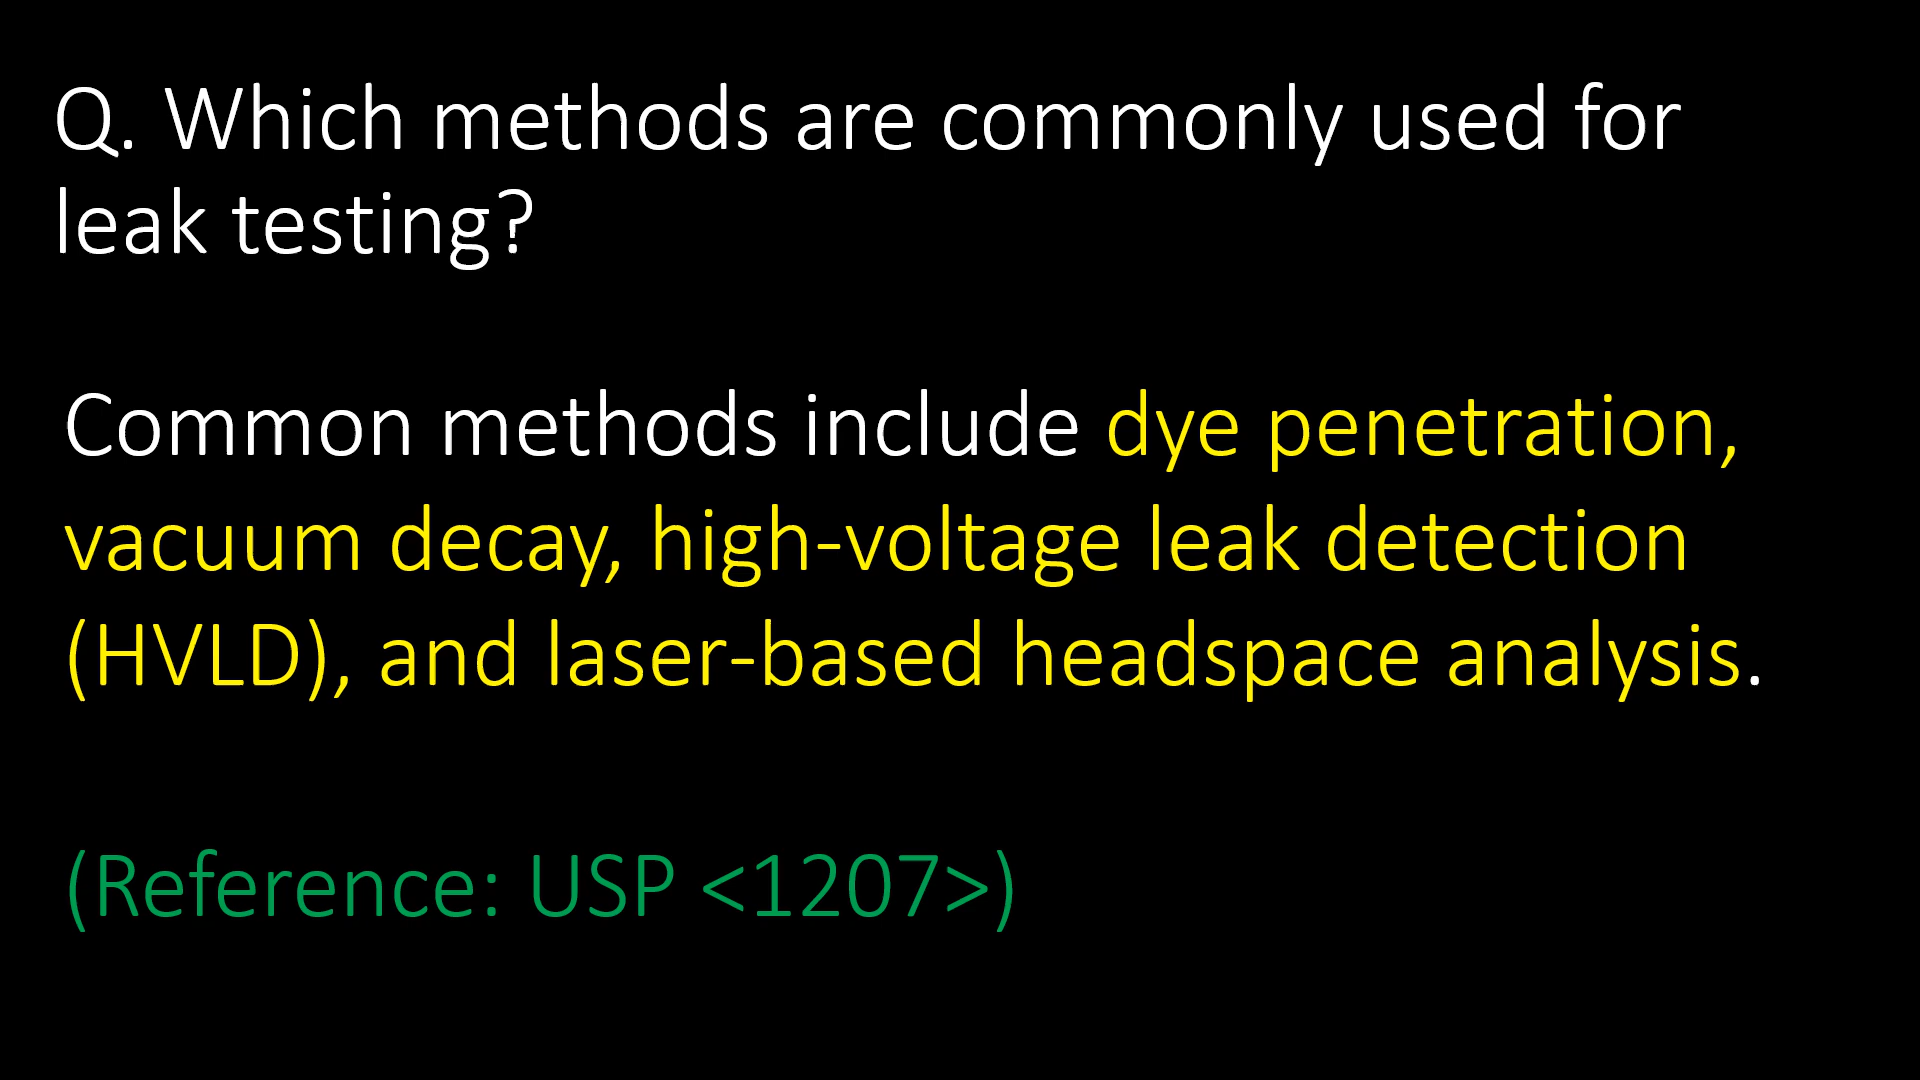 Q. Which methods are commonly used for
leak testing?
Common methods include dye penetration,
vacuum decay, high-voltage leak detection
(HVLD), and laser-based headspace analysis.
(Reference: USP <1207>)